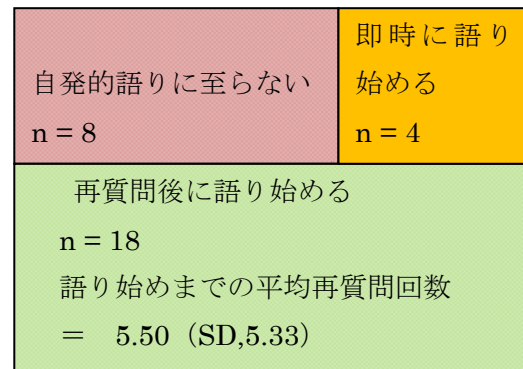 自発的語りに至らない
n = 8
即時に語り
始める
n = 4
再質問後に語り始める
n = 18
語り始めまでの平均再質問回数
＝ 5.50（SD,5.33）